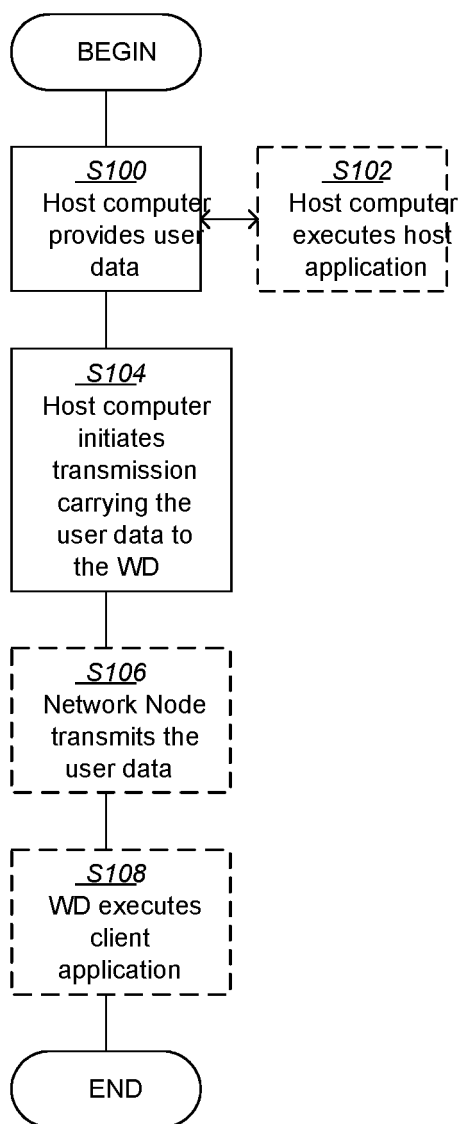 BEGIN
S100
Host computer
provides user
data
S102
Host computer
executes host
application
S104
Host computer
initiates
transmission
carrying the
user data to
the WD
S106
Network Node
transmits the
user data
S108
WD executes
client
application
END